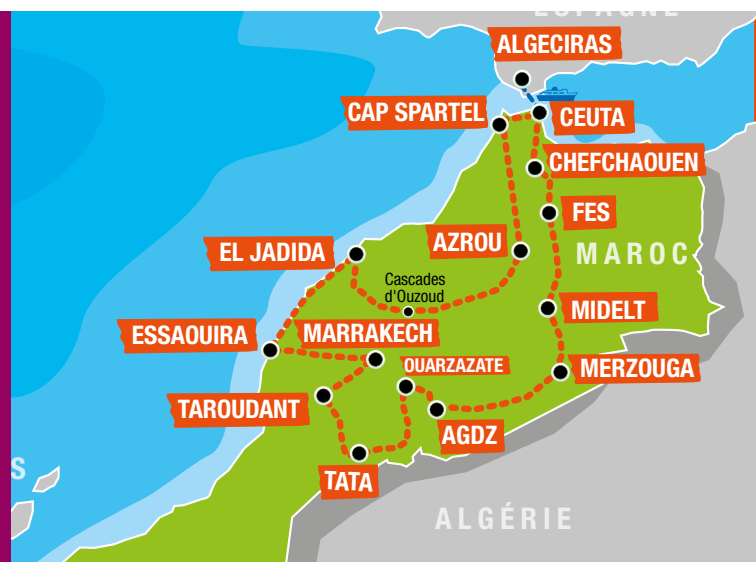 ESPAGNE
ALGECIRAS
CAP SPARTEL
CEUTA
CHEFCHAOUEN
FES
MAROC
AZROU
EL JADIDA
Cascades
d'Ouzoud
MIDELT
ESSAOUIRA
MARRAKECH
OUARZAZATE
MERZOUGA
TAROUDANT
AGDZ
TATA
S
ALGÉRIE